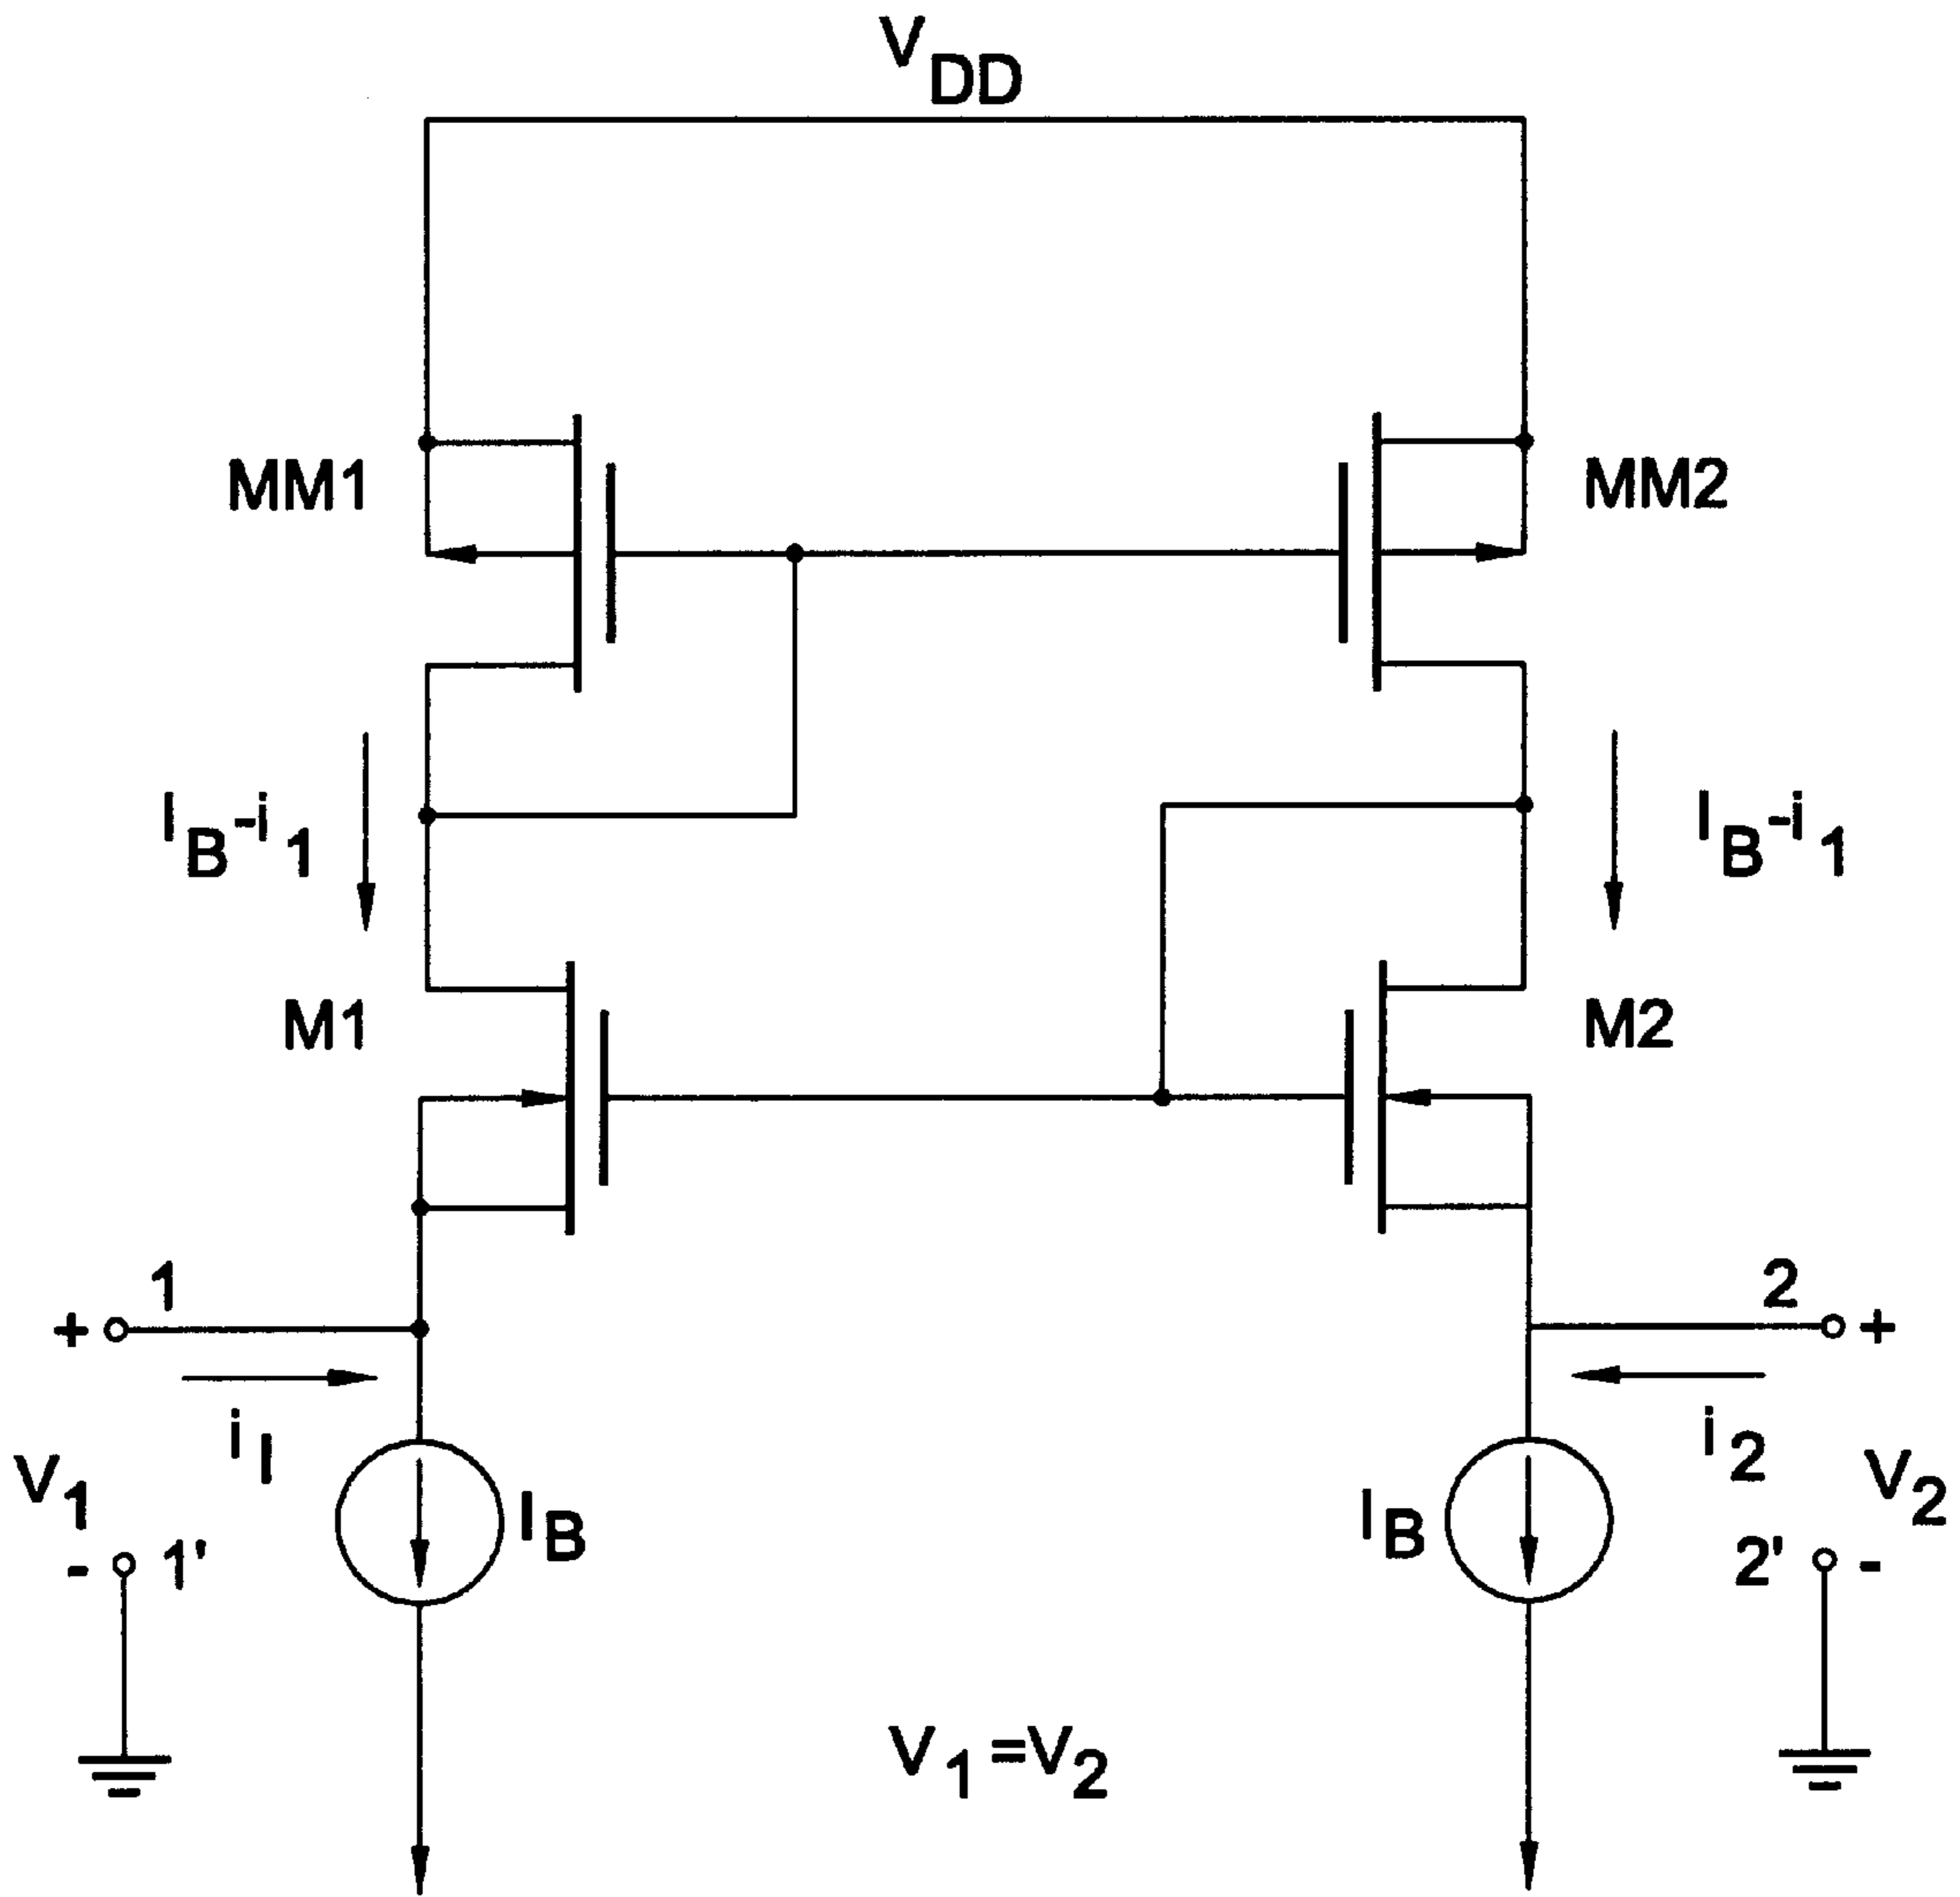 VDD
MM1
MM2
IB-i1
IB-i1
M1
M2
1
2
+
+
iI
i2
V1
IB
IB
V2
-
1'
2'
-
V1=V2